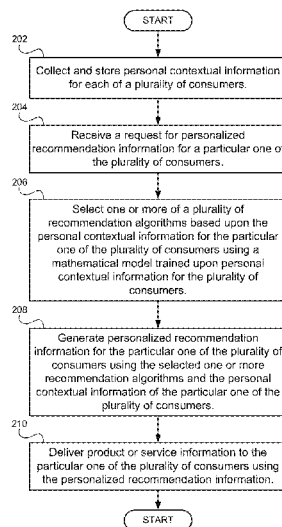 START
202
Collect and store personal contextual information
for each of a plurality of consumers.
204
Receive a request for personalized
recommendation information for a particular one of
the plurality of consumers.
206
Select one or more of a plurality of
recommendation algorithms based upon the
personal contextual information for the particular
one of the plurality of consumers using a
mathematical model trained upon personal
contextual information for the plurality of
consumers.
208
Generate personalized recommendation
information for the particular one of the plurality of
consumers using the selected one or more
recommendation algorithms and the personal
contextual information of the particular one of the
plurality of consumers.
210
Deliver product or service information to the
particular one of the plurality of consumers using
the personalized recommendation information.
START